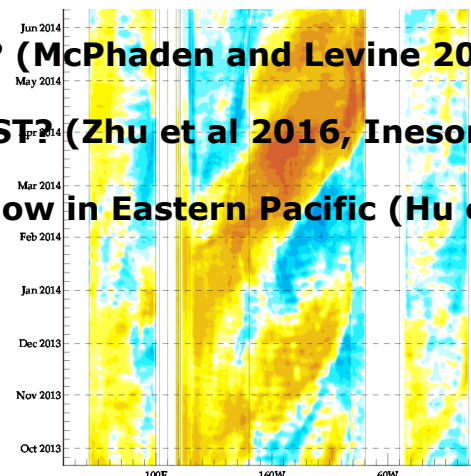 Jun 2014
? (McPhaden and Levine 20
May 2014
ST? (Zhu et al 2016, Ineson
Apr 2014
Mar 2014
ow in Eastern Pacific (Hu e
Feb 2014
Jan 2014
Dec 2013
Nov 2013
Oct 2013
100E 160W 60W